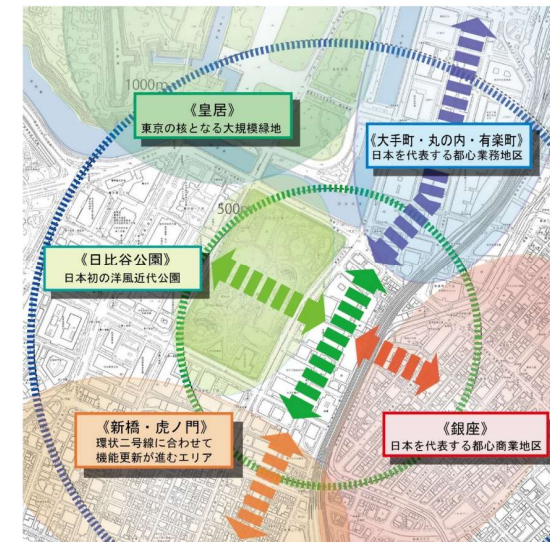 1000m
《皇居》
東京の核となる大規模緑地
《大手町・丸の内・有楽町》
日本を代表する都心業務地区
500m
《日比谷公園》
日本初の洋風近代公園
《新橋・虎ノ門》
環状二号線に合わせて
機能更新が進むエリア
《銀座》
日本を代表する都心商業地区